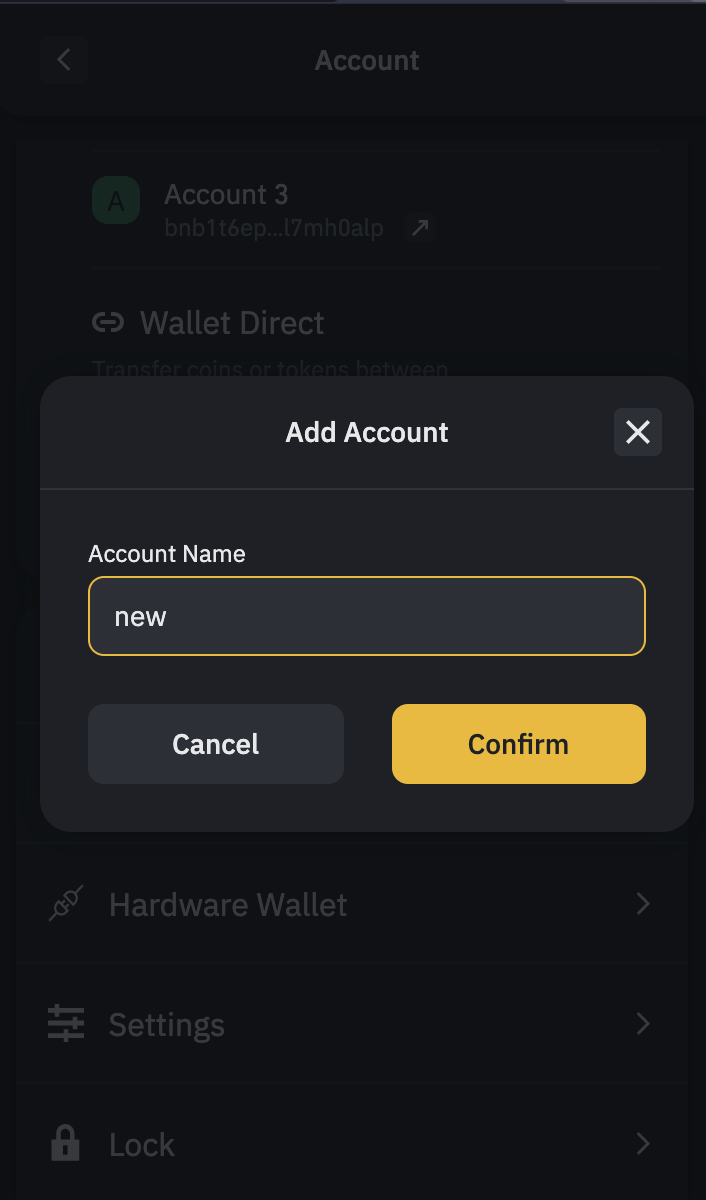 Account
A
Account 3
bnb1t6ep...l7mh0alp
Wallet Direct
Transfer coins or tokens between
Add Account
Account Name
new
Cancel
Confirm
Hardware Wallet
Settings
Lock